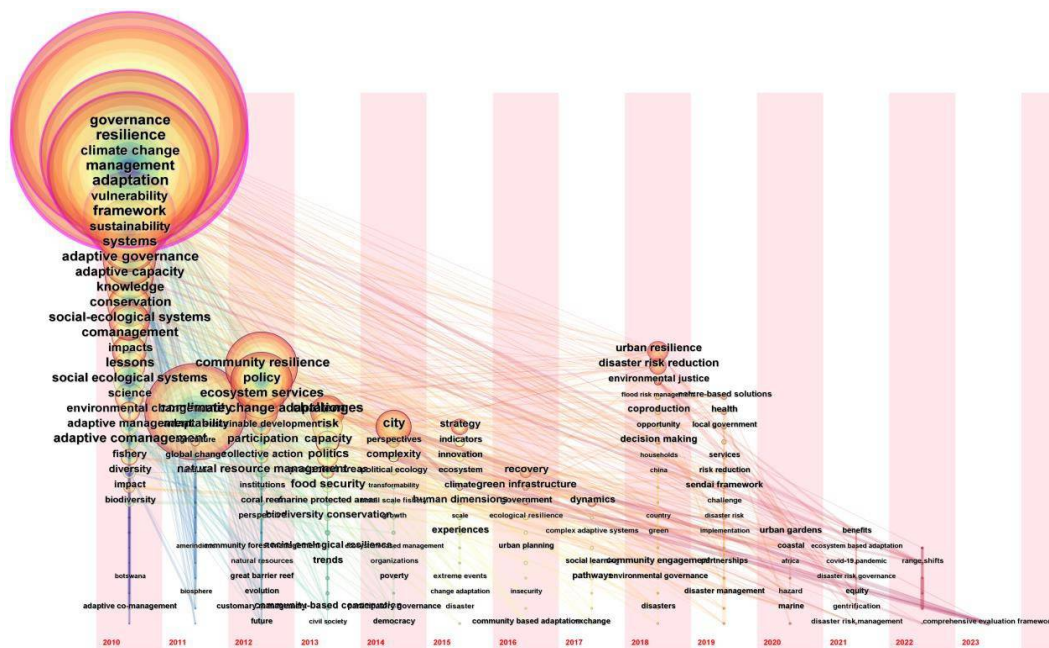 governance
resilience
climate change
management
adaptation
vulnerability
framework
sustainability
systems
adaptive governance
adaptive capacity
knowledge
conservation
social-ecological systems
comanagement
impacts
lessons
social ecological systems
science
adaptive comanagement
fishery
diversity
impact
biodiversity
botswana
adaptive co-management
global change
amerindian
biosphere
community resilience
policy
ecosystem services
participation
collective action
natural resource management
institutions
coral reef
natural resources
great barrier reef
evolution
future
risk
capacity
politics
food security
marine protected areas
biodiversity conservation
social-ecological resilience
trends
civil society
city
perspectives
complexity
political ecology
transformability
growth
organizations
poverty
democracy
strategy
indicators
innovation
ecosystem
human dimensions
scale
experiences
extreme events
change adaptation
disaster
recovery
green infrastructure
government
ecological resilience
urban planning
insecurity
community based adaptation
dynamics
complex adaptive systems
social learning
exchange
urban resilience
disaster risk reduction
environmental justice
coproduction
opportunity
decision making
households
china
country
green
community engagement
environmental governance
disasters
health
local government
services
risk reduction
sendai framework
challenge
disaster risk
implementation
partnerships
disaster management
urban gardens
coastal
africa
hazard
marine
benefits
ecosystem based adaptation
covid-19 pandemic
disaster risk governance
equity
gentrification
disaster risk management
range shifts
comprehensive evaluation framework
2010
2011
2012
2013
2014
2015
2016
2017
2018
2019
2020
2021
2022
2023